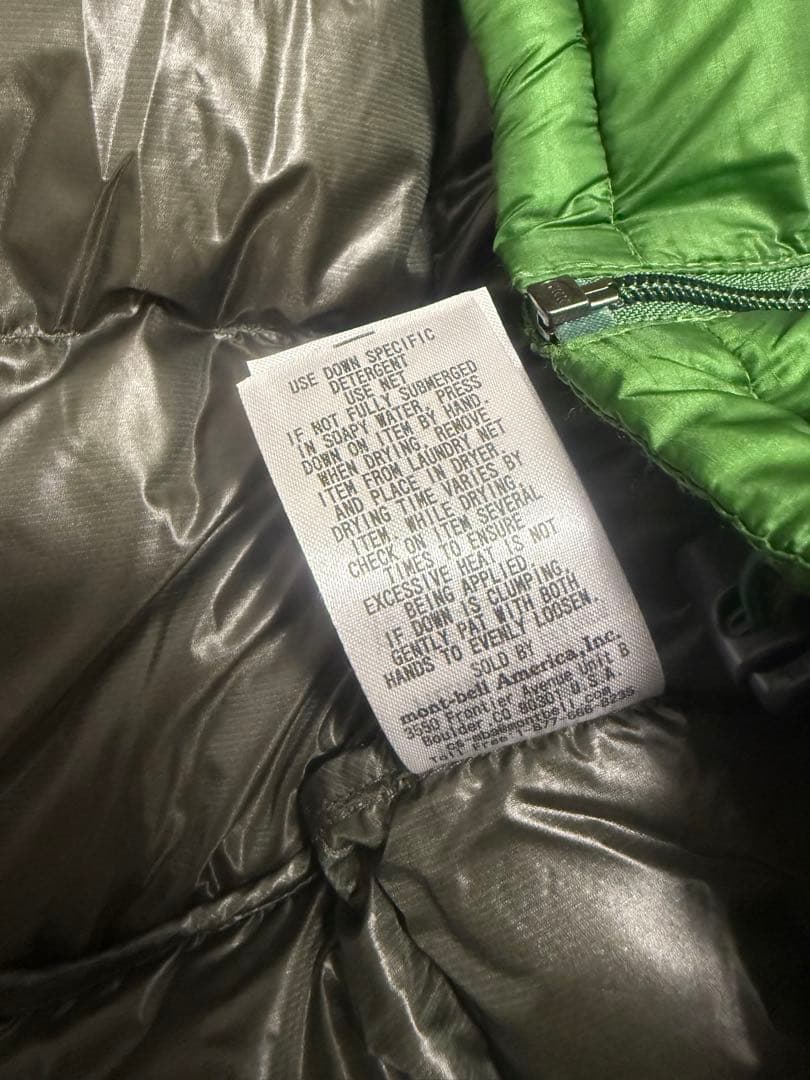 USE DOWN SPECIFIC
DETERGENT
USE NET
IF NOT FULLY SUBMERGED
IN SOAPY WATER, PRESS
DOWN ON ITEM BY HAND.
WHEN DRYING, REMOVE
ITEM FROM LAUNDRY NET
AND PLACE IN DRYER
DRYING TIME VARIES BY
ITEM. WHILE DRYING,
CHECK ON ITEM SEVERAL
TIMES TO ENSURE
EXCESSIVE HEAT IS NOT
BEING APPLIED.
IF DOWN IS CLUMPING,
GENTLY PAT WITH BOTH
HANDS TO EVENLY LOOSEN.
SOLD BY
mont-bell America,Inc.
3550 Frontier Avenue Unit B
Boulder,CO 80301 U.S.A.